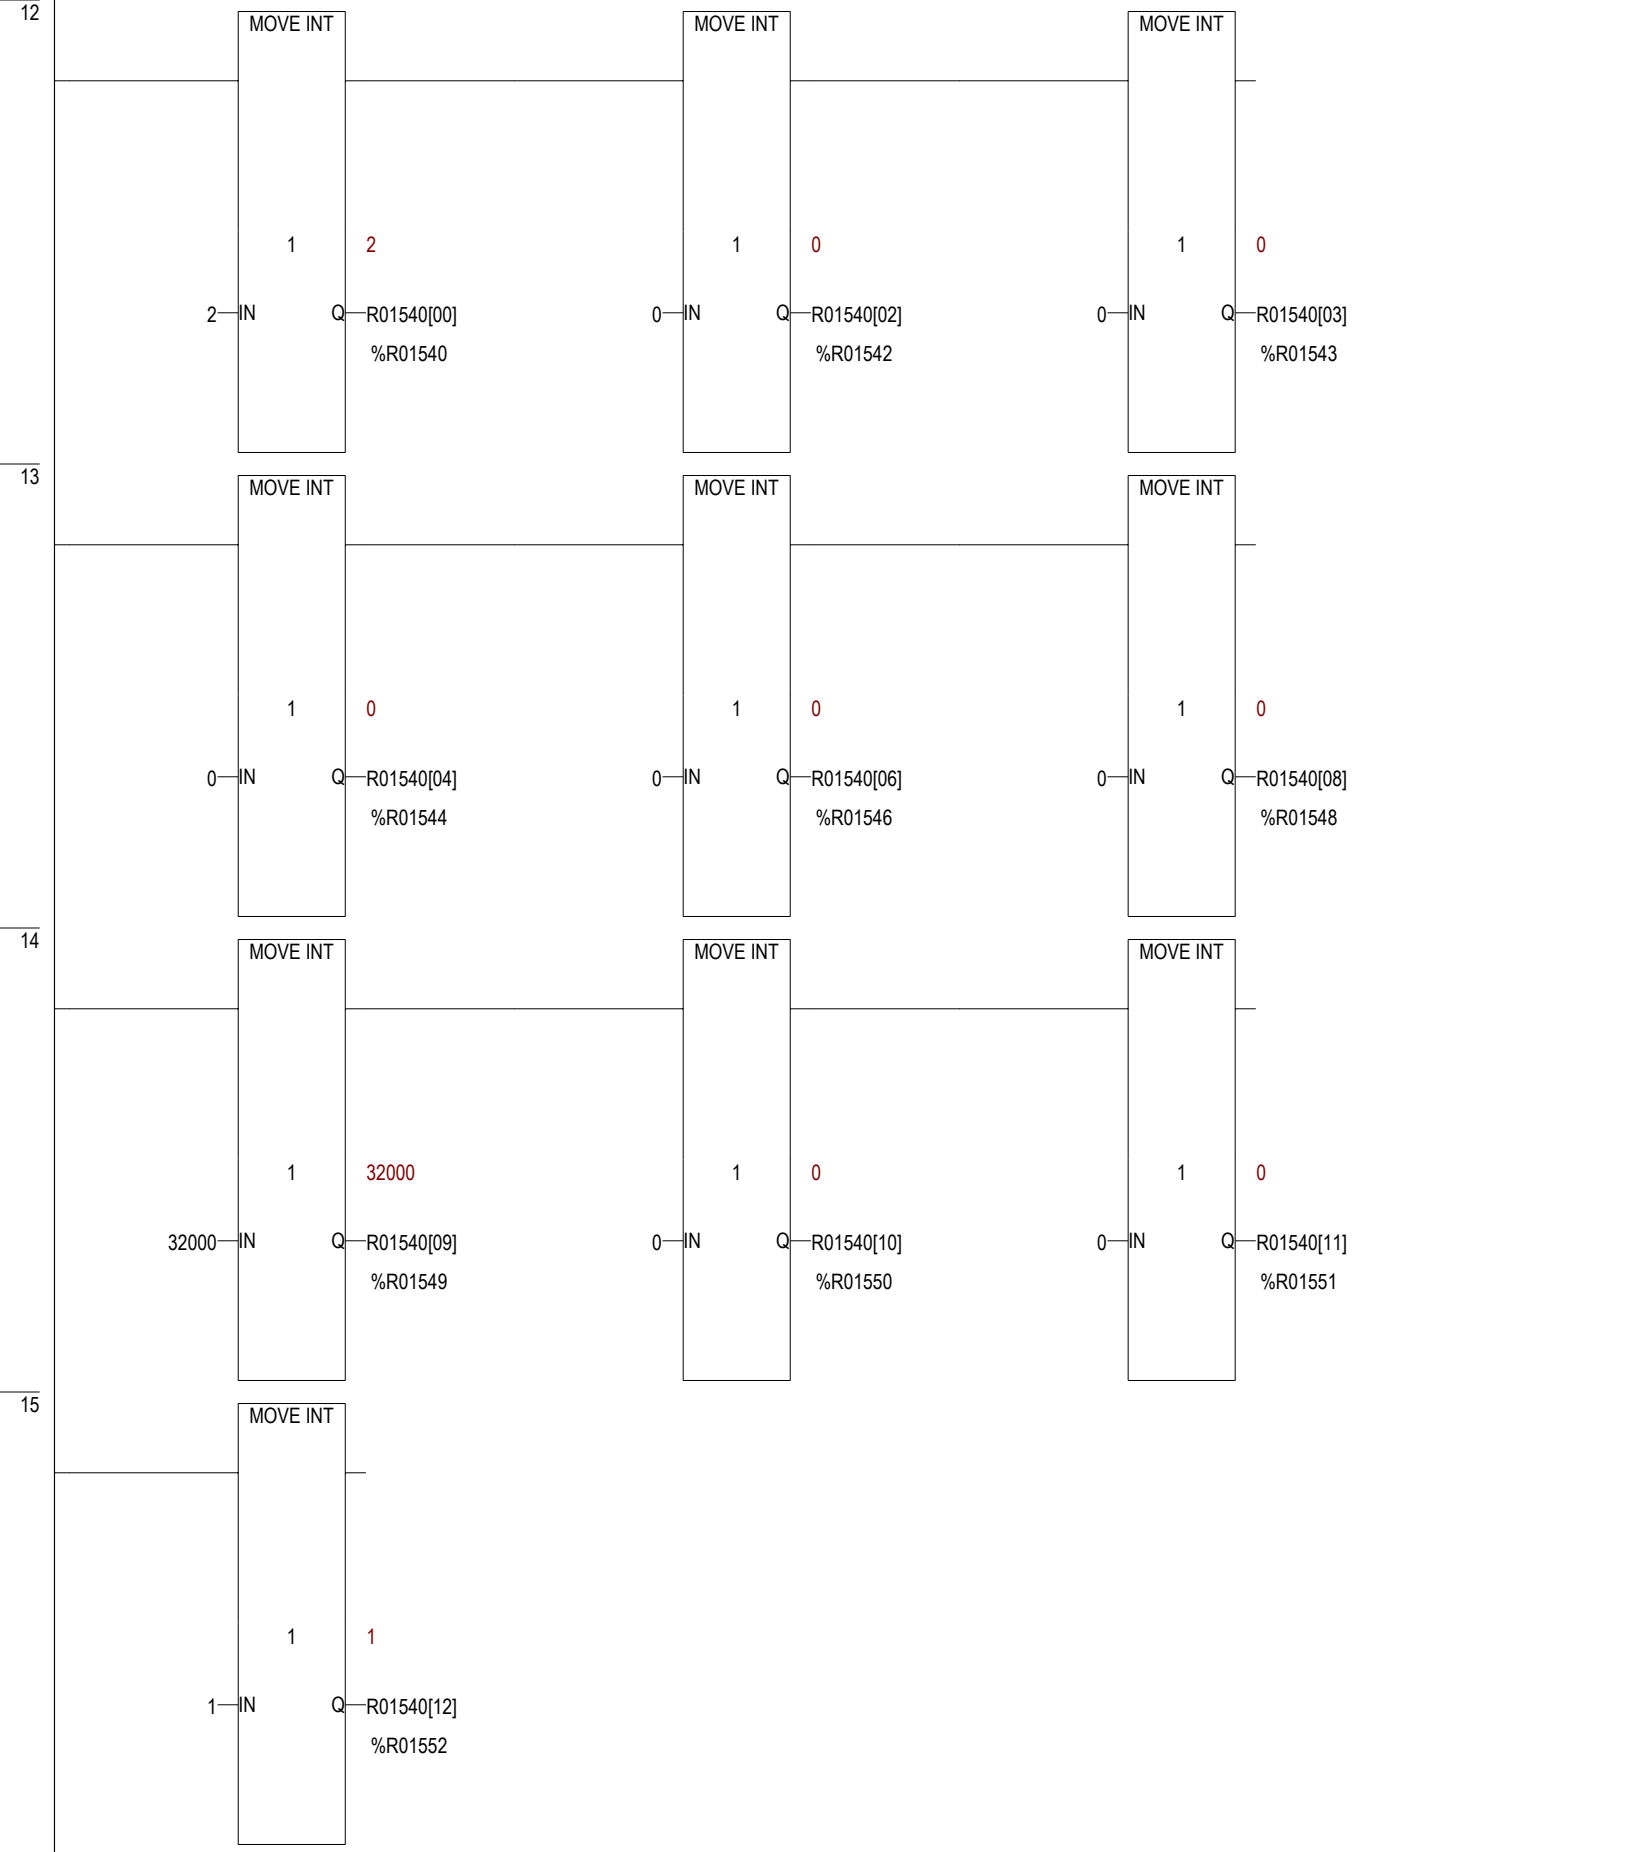 12
MOVE INT MOVE INT MOVE INT
1 2 1 0 1 0
2 IN Q R01540[00] 0 IN Q R01540[02] 0 IN Q R01540[03]
%R01540 %R01542 %R01543
13
MOVE INT MOVE INT MOVE INT
1 0 1 0 1 0
0 IN Q R01540[04] 0 IN Q R01540[06] 0 IN Q R01540[08]
%R01544 %R01546 %R01548
14
MOVE INT MOVE INT MOVE INT
1 32000 1 0 1 0
32000 IN Q R01540[09] 0 IN Q R01540[10] 0 IN Q R01540[11]
%R01549 %R01550 %R01551
15
MOVE INT
1 1
1 IN Q R01540[12]
%R01552